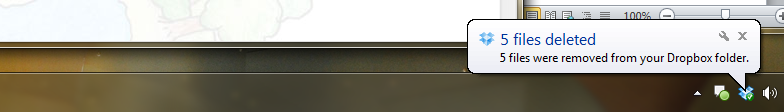 100%
5 files deleted
5 files were removed from your Dropbox folder.